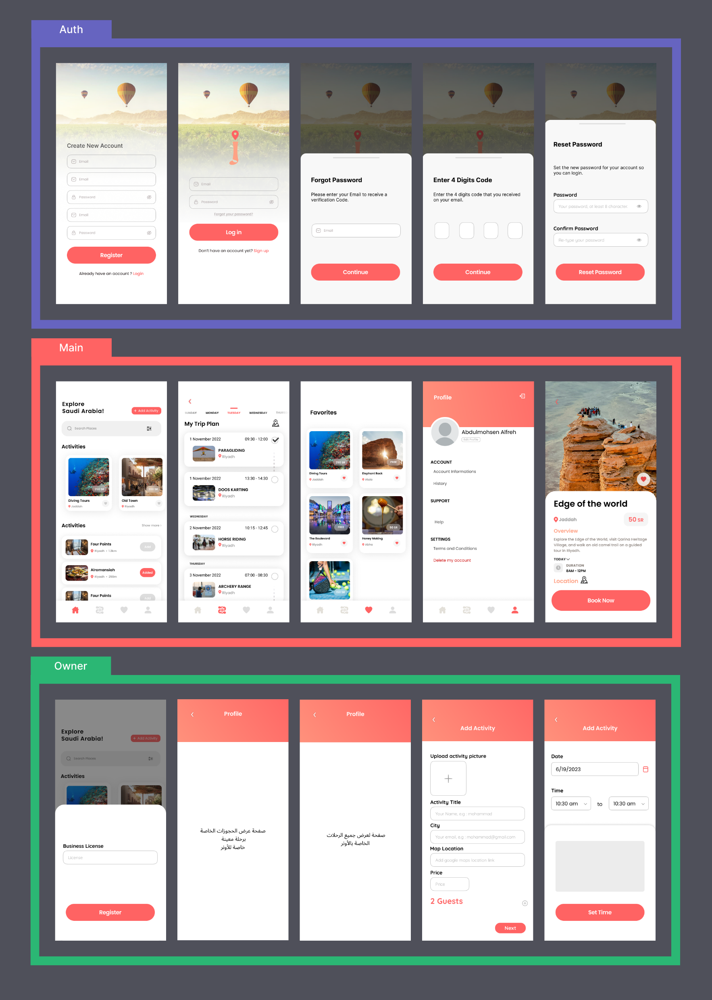 Auth
Create New Account
Email
Email
Password
Email
Password
Register
Already have an account ? Login
Email
Password
Forgot your password?
Log in
Don't have an account yet? Sign up
Forgot Password
Please enter your Email to receive a
verification Code.
Email
Continue
Enter 4 Digits Code
Enter the 4 digits code that you received
on your email.
Continue
Reset Password
Set the new password for your account so
you can login.
Password
Your password, at least 8 character.
Confirm Password
Re-type your password
Reset Password
Main
Explore
Saudi Arabia!
+ Add Activity
Search Places
Activities
250 SR
Diving Tours
Jaddah
200 SR
Old Town
Riyadh
Activities
Show more ›
Four Points
Riyadh • 1.2km
Add
Alromansiah
Riyadh • 250m
Added
Four Points
Add
SUNDAY MONDAY TUESDAY WEDNESDAY
My Trip Plan
1 November 2022 09:30 - 12:00
PARAGLIDING
Riyadh
1 November 2022 13:30 - 14:30
DOOS KARTING
Riyadh
WEDNESDAY
2 November 2022 10:15 - 12:45
HORSE RIDING
Riyadh
THURSDAY
3 November 2022 07:00 - 08:30
ARCHERY RANGE
Riyadh
Favorites
250 SR
Diving Tours
Jaddah
FREE
Elephant Rock
Alula
FREE
The Boulevard
Riyadh
50 SR
Honey Making
Abha
150 SR
Profile
Abdulmohsen Alfreh
Edit Profile
ACCOUNT
Account Informations
History
SUPPORT
Help
SETTINGS
Terms and Conditions
Delete my account
Edge of the world
Jaddah
50 SR
Overview
Explore the Edge of the World, visit Qarina Heritage
Village, and walk an old camel trail on a guided
tour in Riyadh.
TODAY
DURATION
8AM - 12PM
Location
Book Now
Owner
Explore
Saudi Arabia!
+ Add Activity
Search Places
Activities
Business License
License
Register
Profile
صفحة عرض الحجوزات الخاصة
برحلة معينة
خاصة للأونر
Profile
صفحة لعرض جميع الرحلات
الخاصة بالأونر
Add Activity
Upload activity picture
Activity Title
Your Name, e.g : mohammad
City
Your email, e.g : mohammad@gmail.com
Map Location
Add google maps location link
Price
Price
2 Guests
Next
Add Activity
Date
6/19/2023
Time
10:30 am to 10:30 am
Set Time